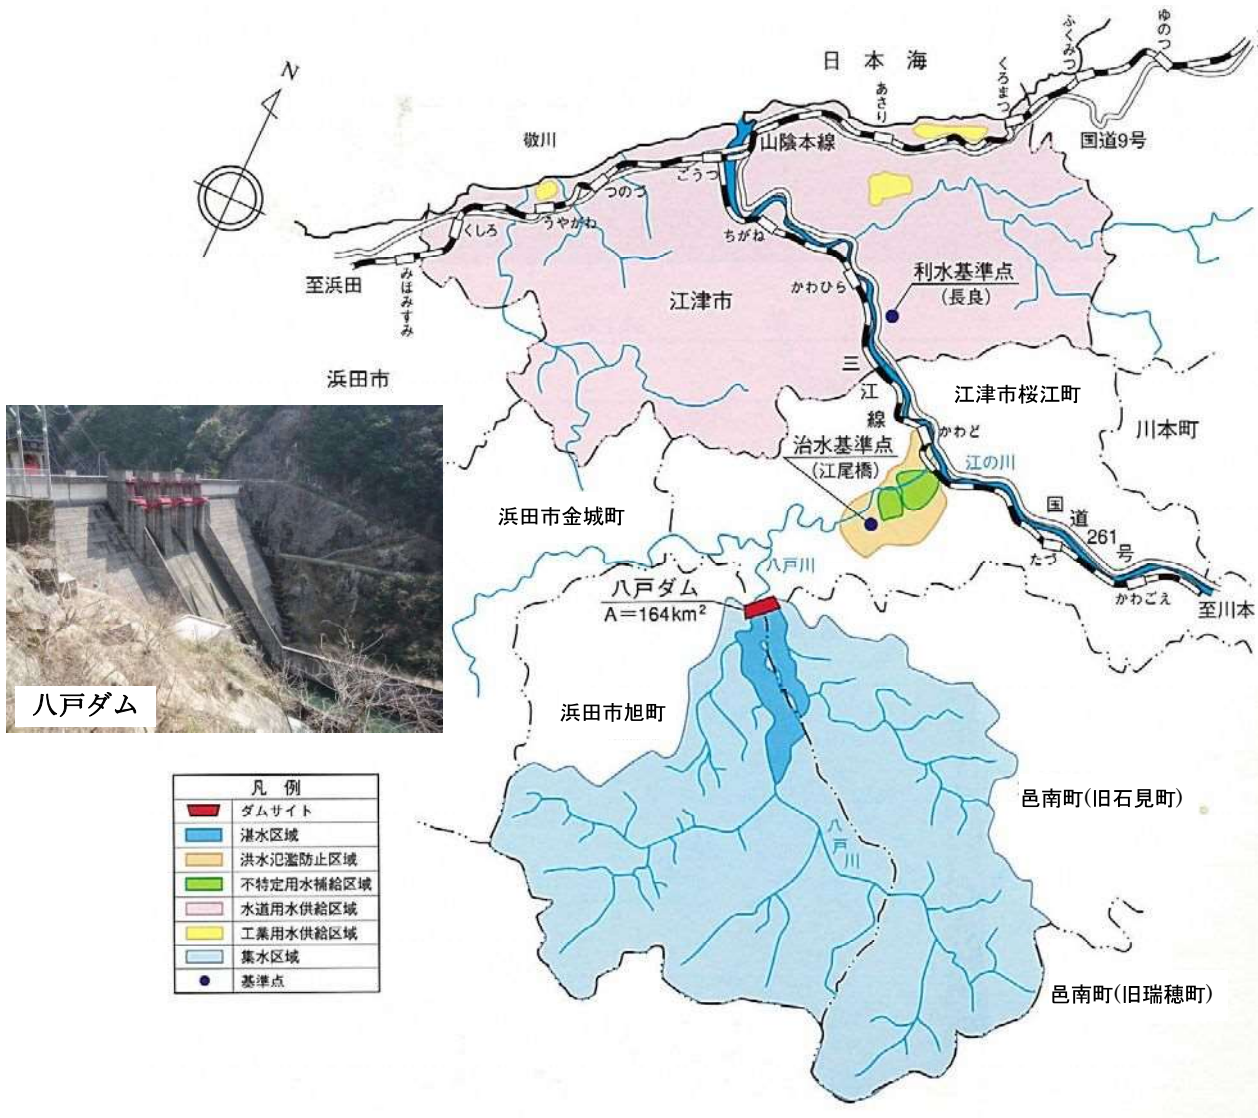 N
日本海
ゆのつ
ふくみつ
くろまつ
あさり
国道9号
敬川
山陰本線
ごうつ
つのづ
うやがわ
くしろ
ちがね
至浜田
みほみすみ
かわひら
利水基準点
(長良)
江津市
浜田市
三江線
江津市桜江町
川本町
かわど
治水基準点
(江尾橋)
江の川
浜田市金城町
国道261号
たづ
かわごえ
至川本
八戸川
八戸ダム
A=164km²
八戸ダム
浜田市旭町
邑南町(旧石見町)
八戸川
邑南町(旧瑞穂町)
凡例
ダムサイト
湛水区域
洪水氾濫防止区域
不特定用水補給区域
水道用水供給区域
工業用水供給区域
集水区域
基準点